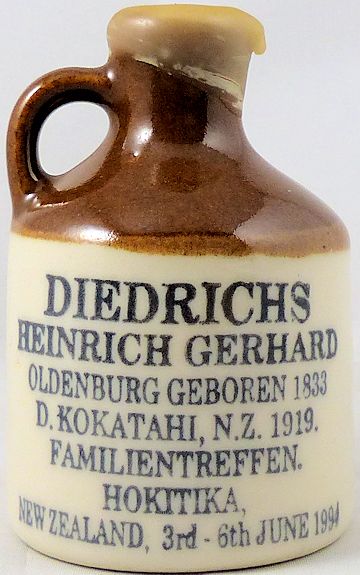 DIEDRICHS
HEINRICH GERHARD
OLDENBURG GEBOREN 1833
D. KOKATAHI, N.Z. 1919.
FAMILIENTREFFEN.
HOKITIKA,
NEW ZEALAND, 3rd - 6th JUNE 1994